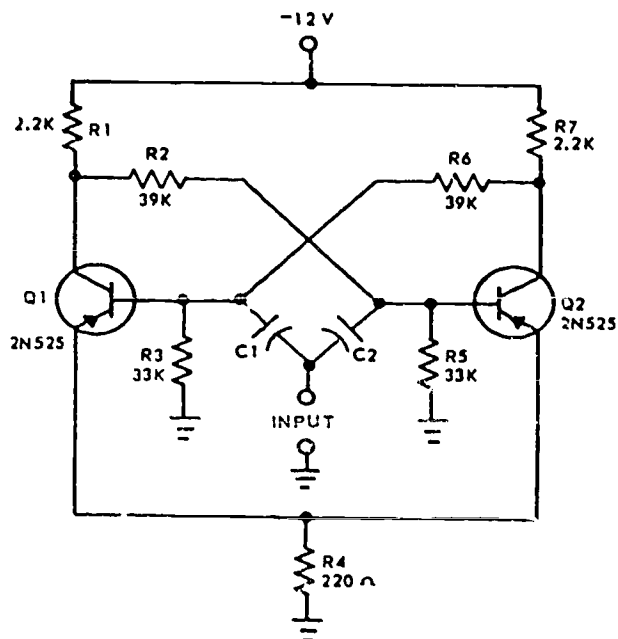 -12 V
2.2K
R1
R2
39K
R6
39K
R7
2.2K
Q1
2N525
R3
33K
C1
C2
R5
33K
Q2
2N525
INPUT
R4
220 Ω